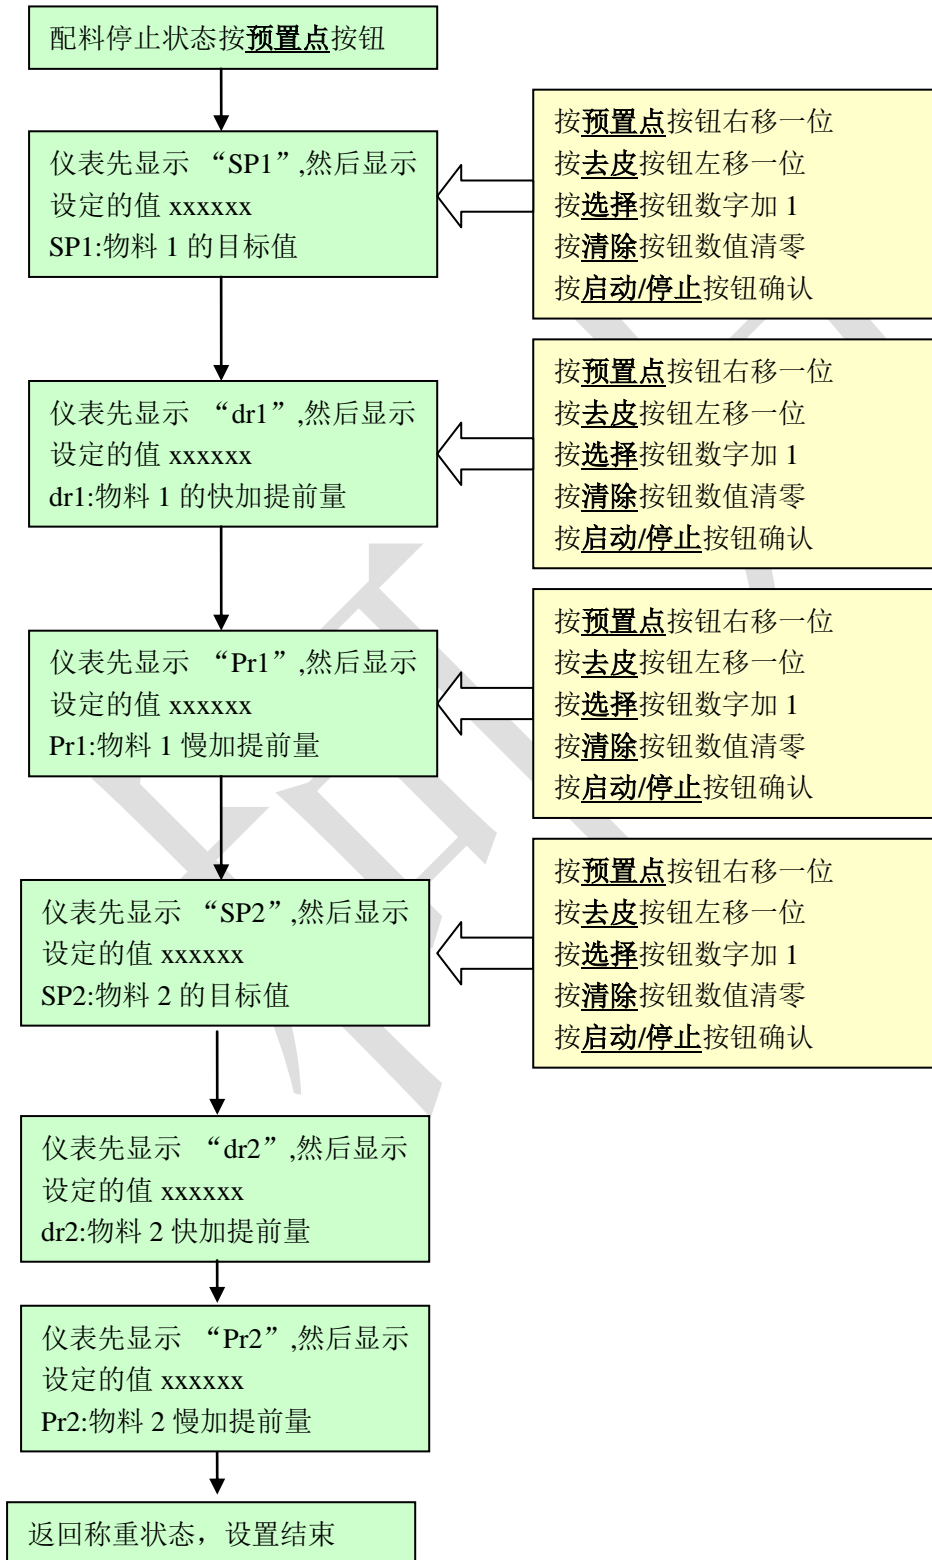 配料停止状态按预置点按钮
按预置点按钮右移一位
按去皮按钮左移一位
按选择按钮数字加 1
按清除按钮数值清零
按启动/停止按钮确认
仪表先显示 “SP1”,然后显示
设定的值 xxxxxx
SP1:物料 1 的目标值
按预置点按钮右移一位
按去皮按钮左移一位
按选择按钮数字加 1
按清除按钮数值清零
按启动/停止按钮确认
仪表先显示 “dr1”,然后显示
设定的值 xxxxxx
dr1:物料 1 的快加提前量
按预置点按钮右移一位
按去皮按钮左移一位
按选择按钮数字加 1
按清除按钮数值清零
按启动/停止按钮确认
仪表先显示 “Pr1”,然后显示
设定的值 xxxxxx
Pr1:物料 1 慢加提前量
按预置点按钮右移一位
按去皮按钮左移一位
按选择按钮数字加 1
按清除按钮数值清零
按启动/停止按钮确认
仪表先显示 “SP2”,然后显示
设定的值 xxxxxx
SP2:物料 2 的目标值
仪表先显示 “dr2”,然后显示
设定的值 xxxxxx
dr2:物料 2 快加提前量
仪表先显示 “Pr2”,然后显示
设定的值 xxxxxx
Pr2:物料 2 慢加提前量
返回称重状态，设置结束